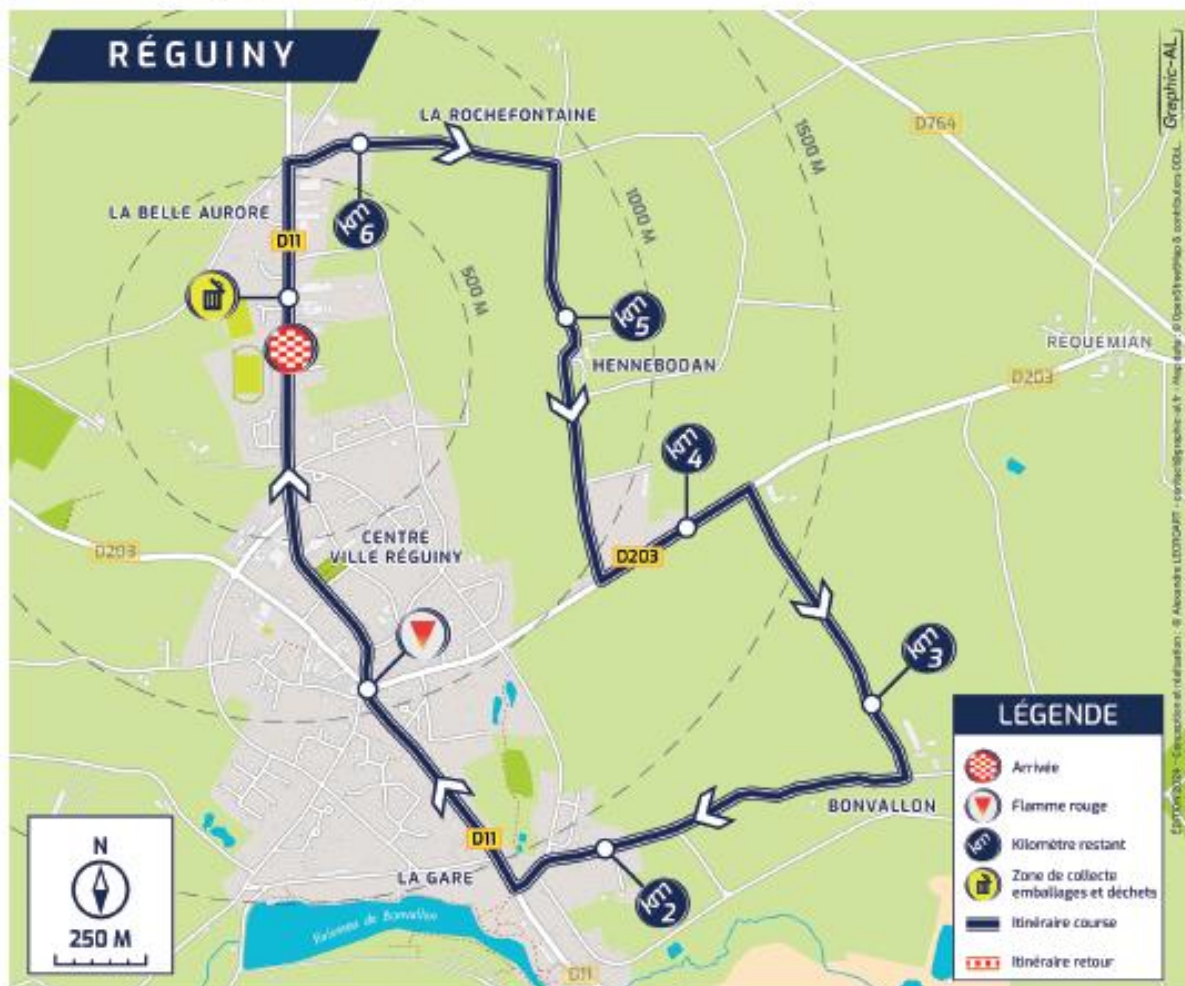 RÉGUINY
Graphic-AL
LA ROCHEFONTAINE
D764
1500 M
1000 M
500 M
km 6
LA BELLE AURORE
D11
km 5
HENNEBODAN
REQUÉMIAN
D203
km 4
CENTRE
VILLE RÉGUINY
D203
D203
km 3
BONVALLON
D11
LA GARE
km 2
D11
N
250 M
LÉGENDE
Arrivée
Flamme rouge
km
Kilomètre restant
Zone de collecte
emballages et déchets
Itinéraire course
Itinéraire retour